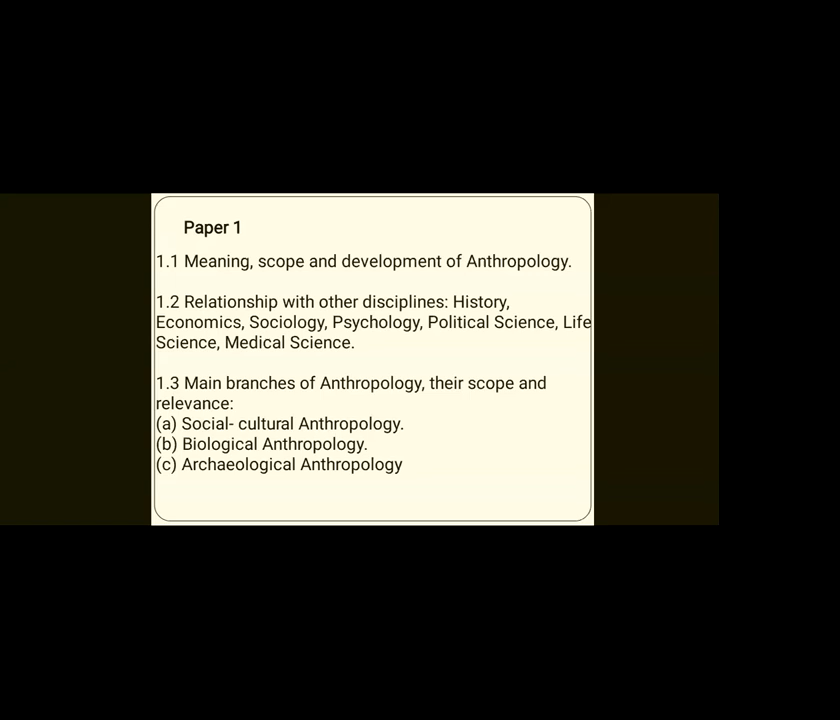 Paper 1
1.1 Meaning, scope and development of Anthropology.
1.2 Relationship with other disciplines: History,
Economics, Sociology, Psychology, Political Science, Life
Science, Medical Science.
1.3 Main branches of Anthropology, their scope and
relevance:
(a) Social- cultural Anthropology.
(b) Biological Anthropology.
(c) Archaeological Anthropology